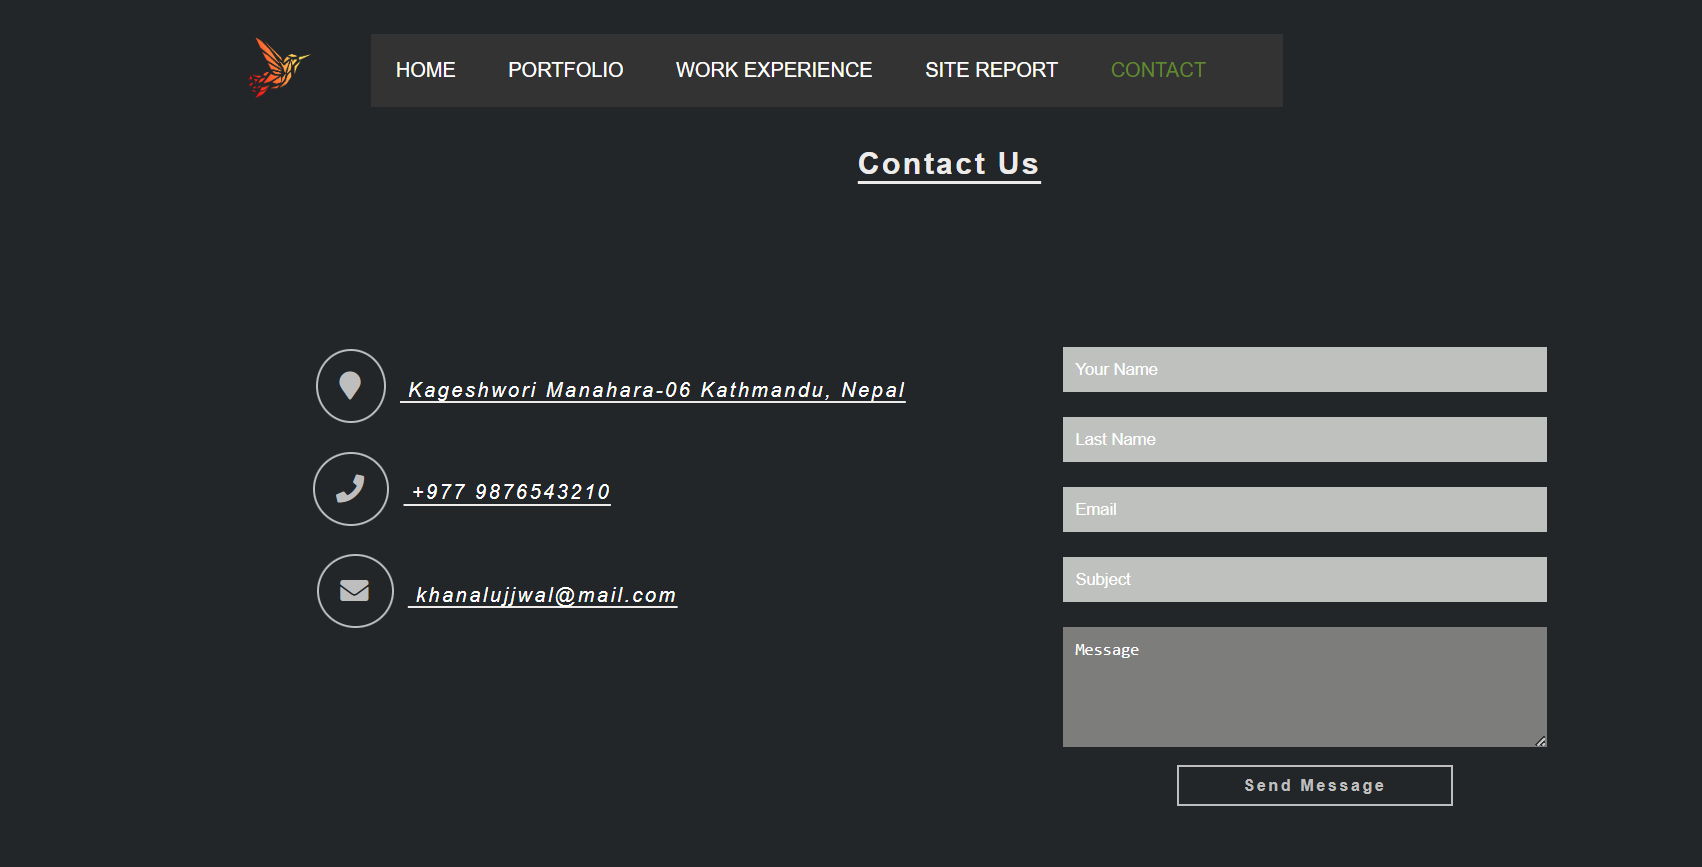 HOME PORTFOLIO WORK EXPERIENCE SITE REPORT CONTACT
Contact Us
Kageshwori Manahara-06 Kathmandu, Nepal
+977 9876543210
khanalujjwal@mail.com
Your Name
Last Name
Email
Subject
Message
Send Message